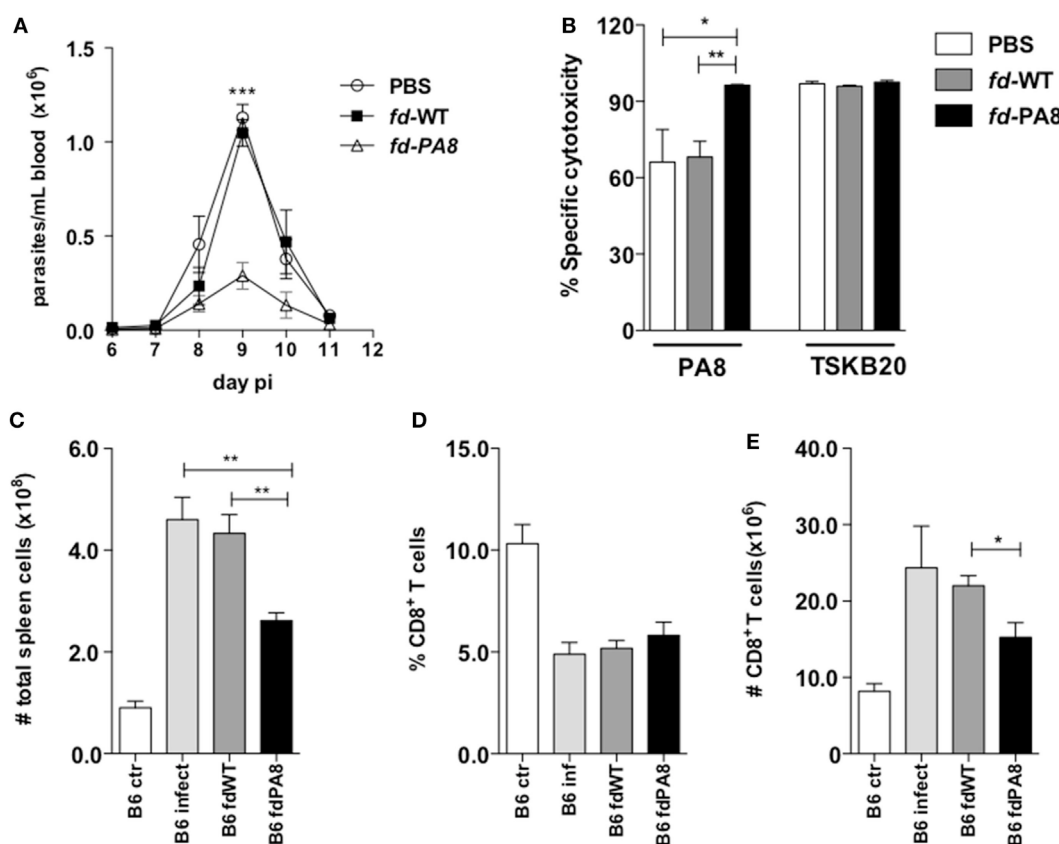 A
parasites/mL blood (x10⁶)
1.5
1.0
0.5
0.0
***
6 7 8 9 10 11 12
day pi
PBS
fd-WT
fd-PA8
B
% Specific cytotoxicity
120
90
60
30
0
*
**
PA8 TSKB20
PBS
fd-WT
fd-PA8
C
# total spleen cells (x10⁸)
6.0
4.0
2.0
0.0
**
**
B6 ctr
B6 infect
B6 fdWT
B6 fdPA8
D
% CD8⁺ T cells
15.0
10.0
5.0
0.0
B6 ctr
B6 inf
B6 fdWT
B6 fdPA8
E
# CD8⁺ T cells(x10⁶)
40.0
30.0
20.0
10.0
0.0
*
B6 ctr
B6 infect
B6 fdWT
B6 fdPA8